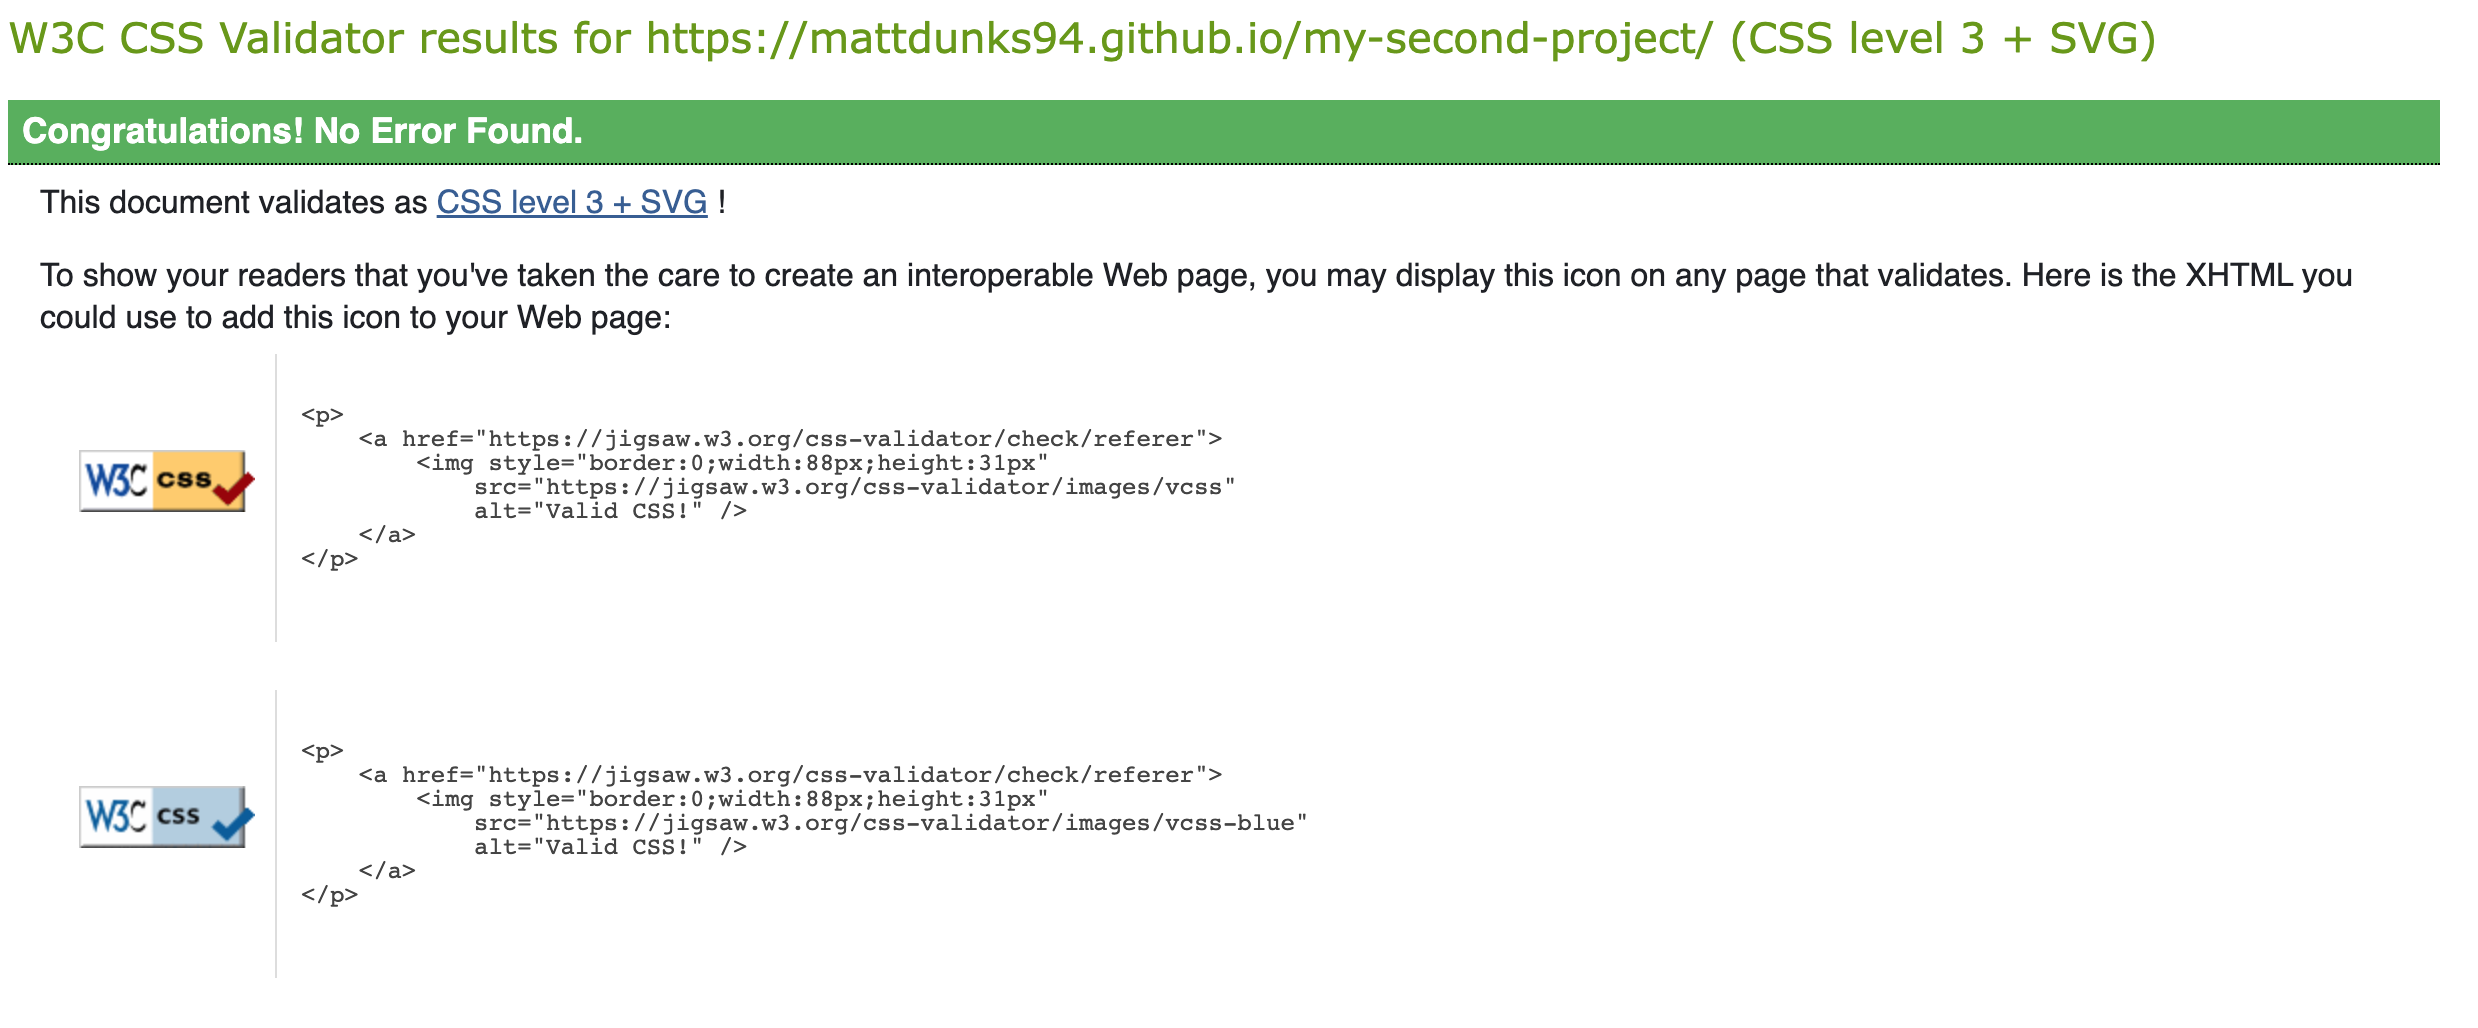 W3C CSS Validator results for https://mattdunks94.github.io/my-second-project/ (CSS level 3 + SVG)
Congratulations! No Error Found.
This document validates as CSS level 3 + SVG !
To show your readers that you've taken the care to create an interoperable Web page, you may display this icon on any page that validates. Here is the XHTML you
could use to add this icon to your Web page:
W3C css
<p>
    <a href="https://jigsaw.w3.org/css-validator/check/referer">
        <img style="border:0;width:88px;height:31px"
            src="https://jigsaw.w3.org/css-validator/images/vcss"
            alt="Valid CSS!" />
    </a>
</p>
W3C css
<p>
    <a href="https://jigsaw.w3.org/css-validator/check/referer">
        <img style="border:0;width:88px;height:31px"
            src="https://jigsaw.w3.org/css-validator/images/vcss-blue"
            alt="Valid CSS!" />
    </a>
</p>